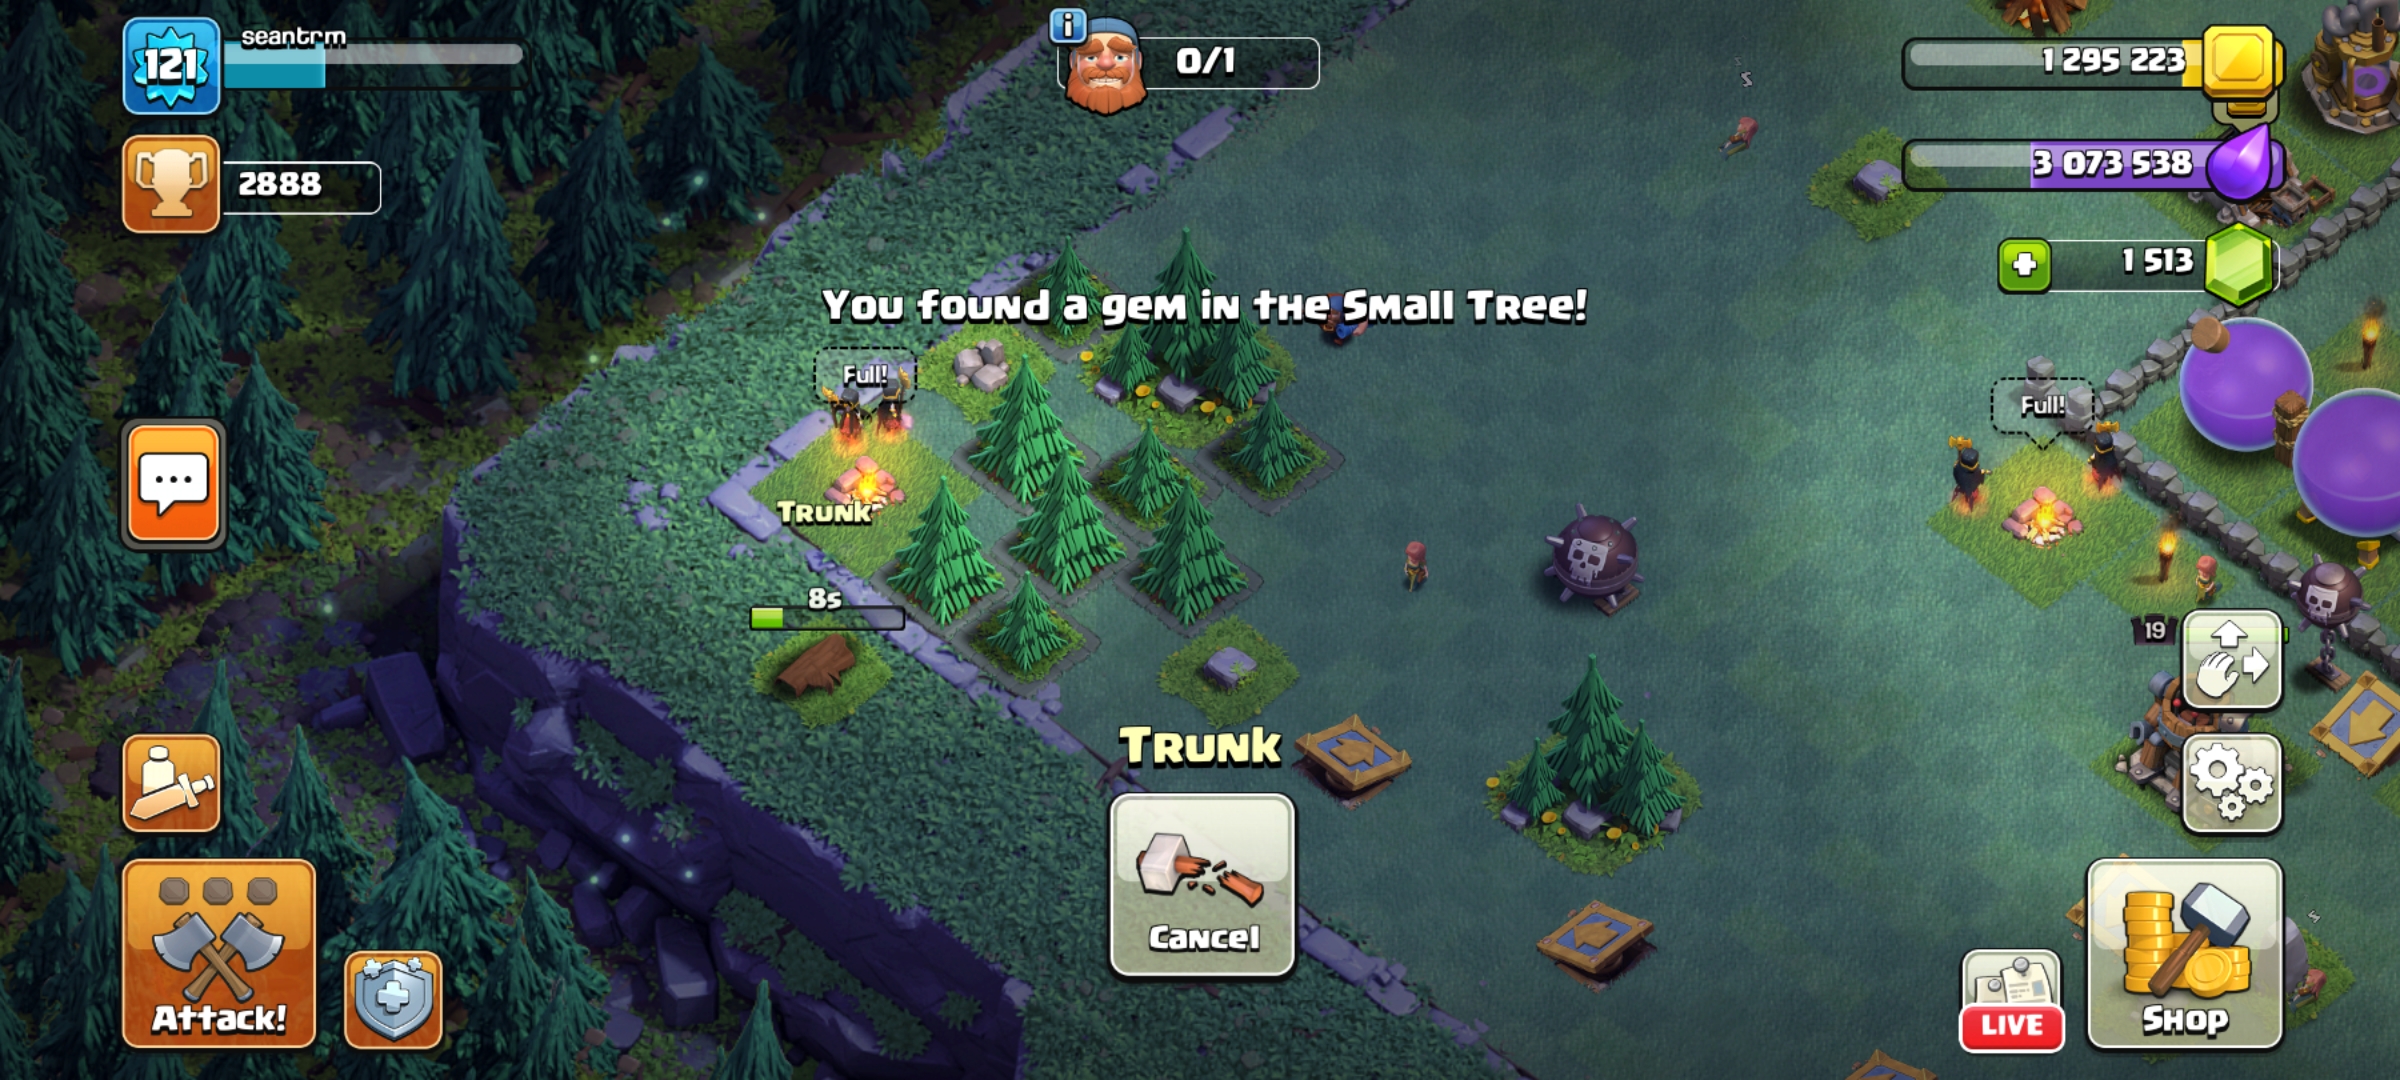 121
seantrm
0/1
1 295 223
2888
3 073 538
1 513
You found a gem in the Small Tree!
Full!
Full!
Trunk
8s
19
Trunk
Cancel
Attack!
LIVE
Shop